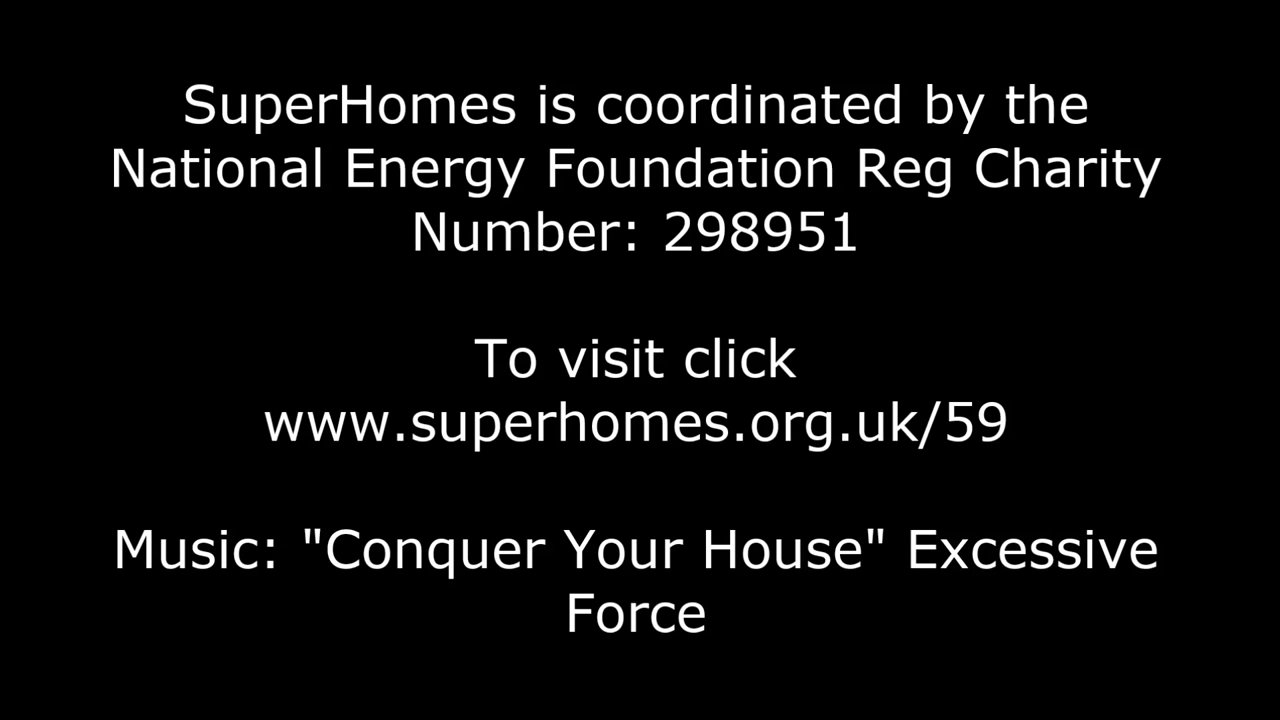 SuperHomes is coordinated by the
National Energy Foundation Reg Charity
Number: 298951
To visit click
www.superhomes.org.uk/59
Music: "Conquer Your House" Excessive
Force